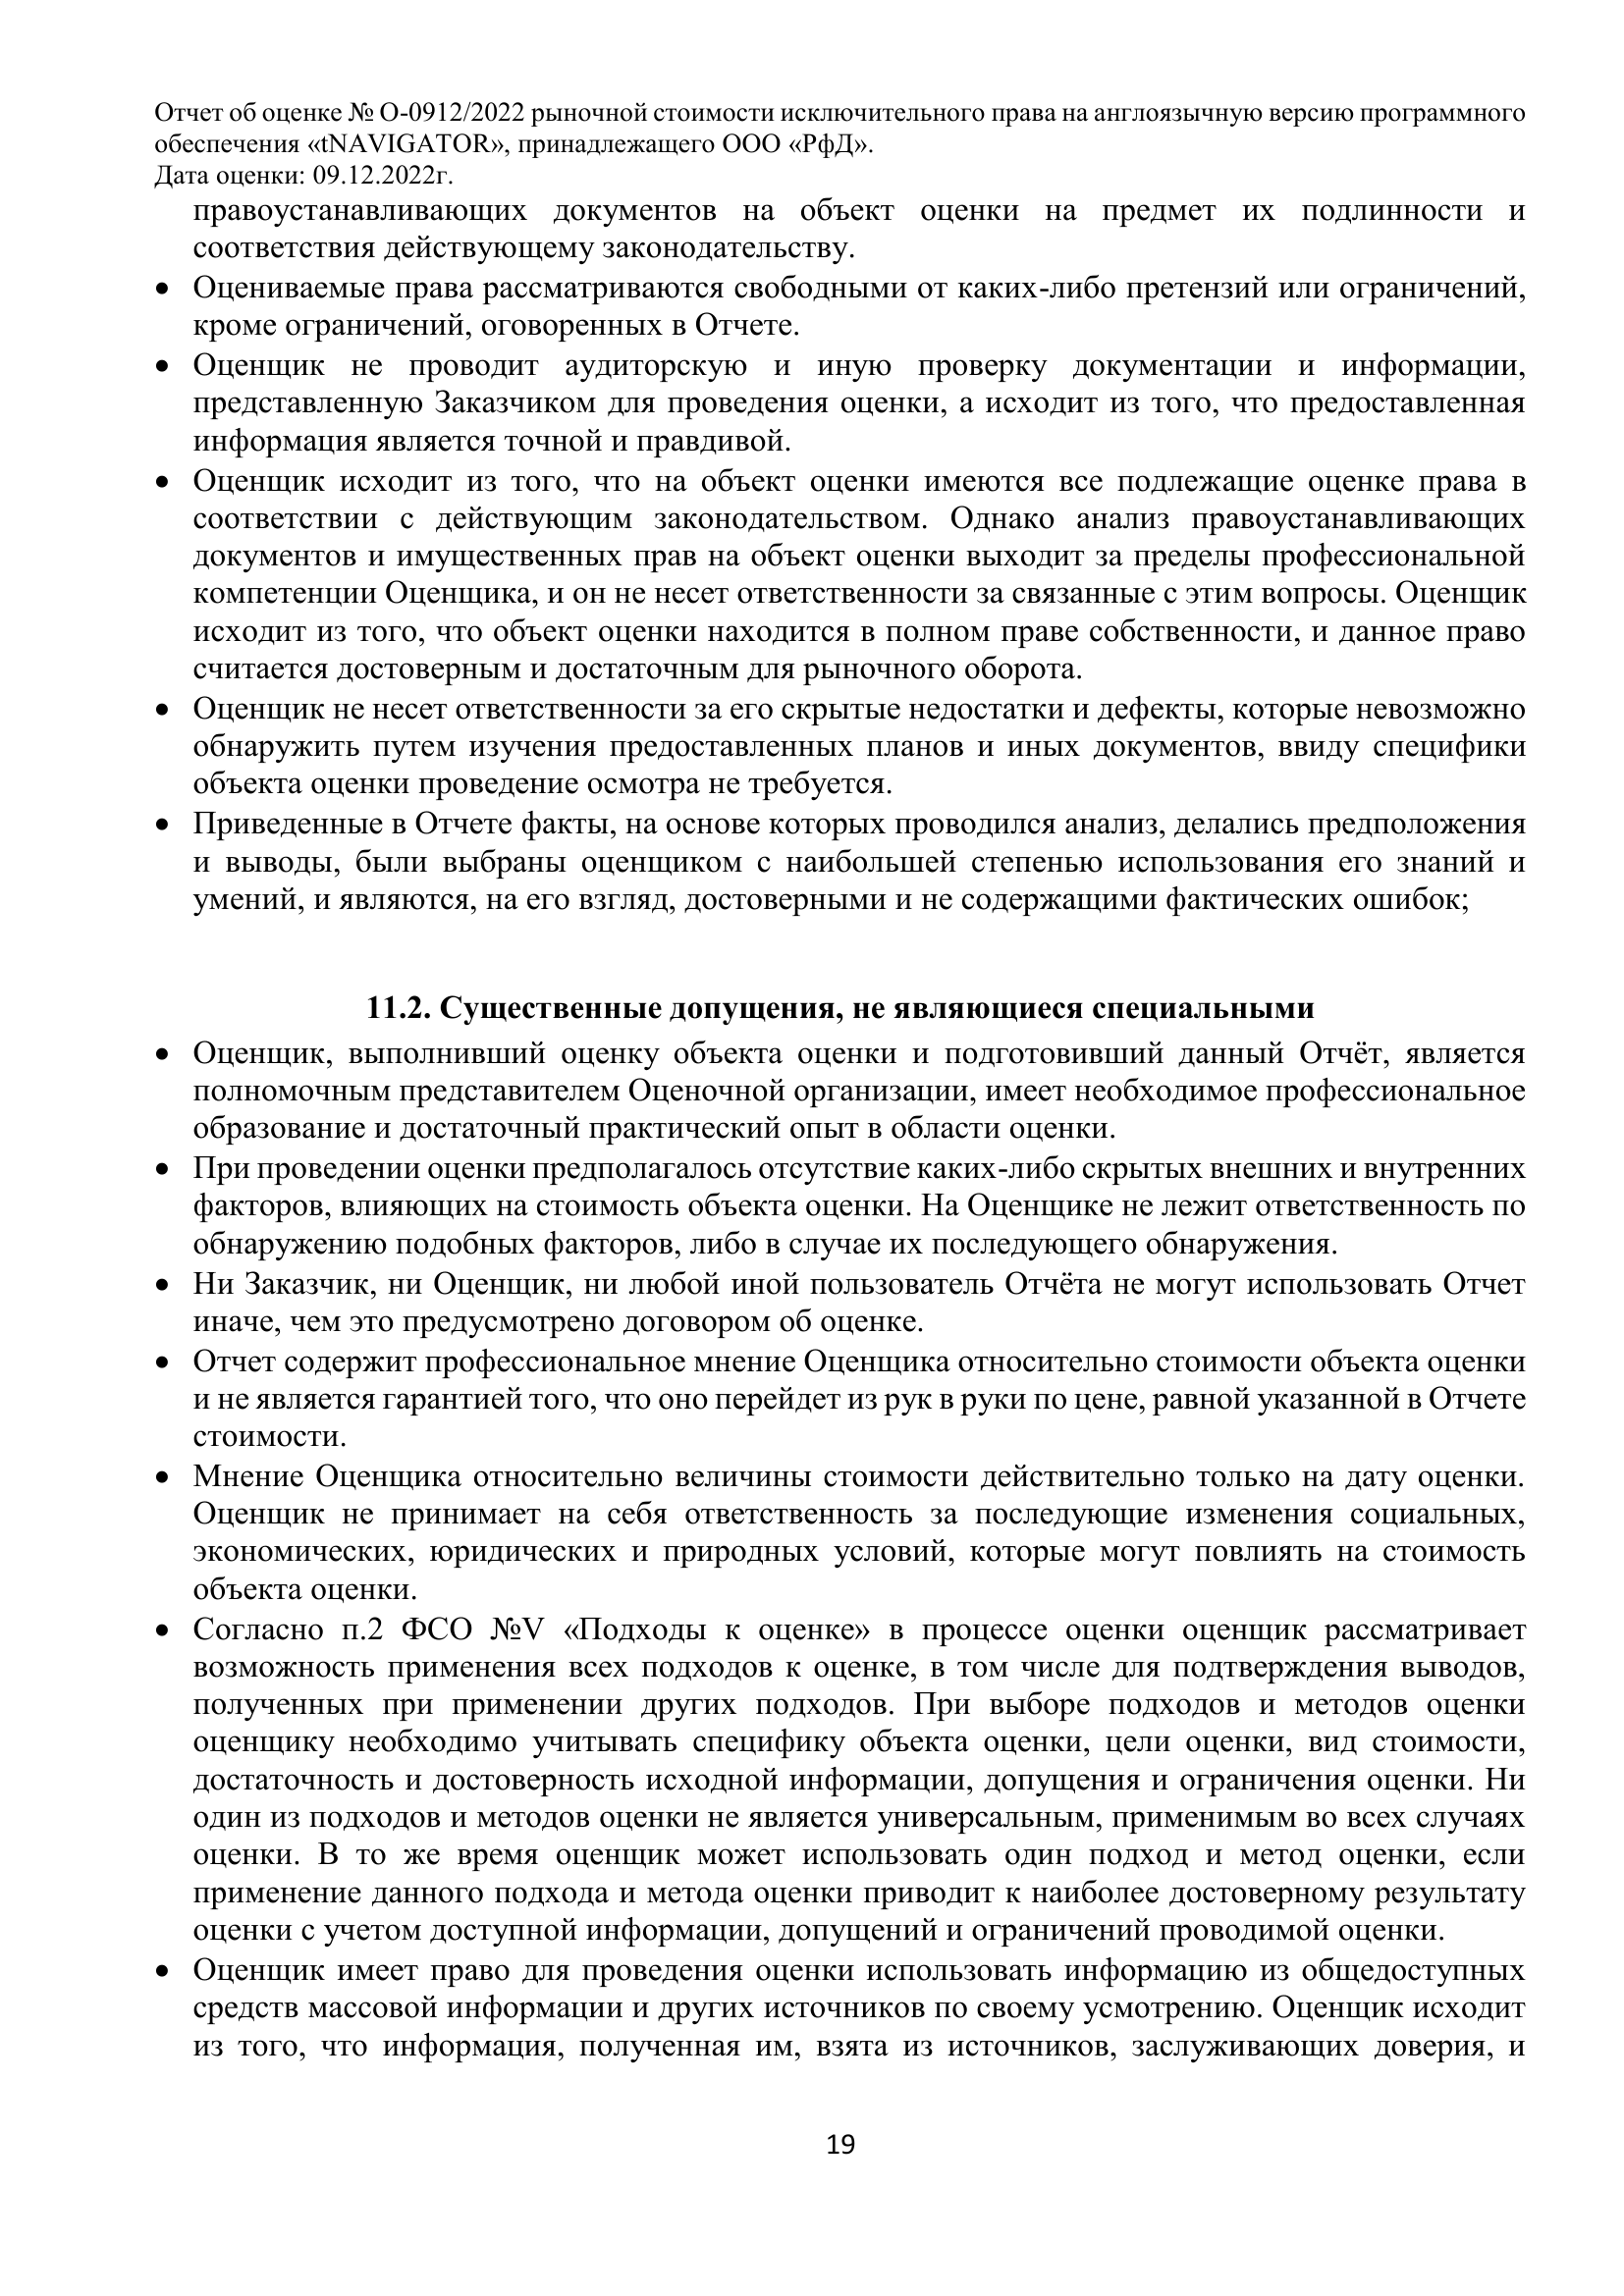 Отчет об оценке № О-0912/2022 рыночной стоимости исключительного права на англоязычную версию программного
обеспечения «tNAVIGATOR», принадлежащего ООО «РфД».
Дата оценки: 09.12.2022г.
правоустанавливающих документов на объект оценки на предмет их подлинности и
соответствия действующему законодательству.
• Оцениваемые права рассматриваются свободными от каких-либо претензий или ограничений,
кроме ограничений, оговоренных в Отчете.
• Оценщик не проводит аудиторскую и иную проверку документации и информации,
представленную Заказчиком для проведения оценки, а исходит из того, что предоставленная
информация является точной и правдивой.
• Оценщик исходит из того, что на объект оценки имеются все подлежащие оценке права в
соответствии с действующим законодательством. Однако анализ правоустанавливающих
документов и имущественных прав на объект оценки выходит за пределы профессиональной
компетенции Оценщика, и он не несет ответственности за связанные с этим вопросы. Оценщик
исходит из того, что объект оценки находится в полном праве собственности, и данное право
считается достоверным и достаточным для рыночного оборота.
• Оценщик не несет ответственности за его скрытые недостатки и дефекты, которые невозможно
обнаружить путем изучения предоставленных планов и иных документов, ввиду специфики
объекта оценки проведение осмотра не требуется.
• Приведенные в Отчете факты, на основе которых проводился анализ, делались предположения
и выводы, были выбраны оценщиком с наибольшей степенью использования его знаний и
умений, и являются, на его взгляд, достоверными и не содержащими фактических ошибок;
11.2. Существенные допущения, не являющиеся специальными
• Оценщик, выполнивший оценку объекта оценки и подготовивший данный Отчёт, является
полномочным представителем Оценочной организации, имеет необходимое профессиональное
образование и достаточный практический опыт в области оценки.
• При проведении оценки предполагалось отсутствие каких-либо скрытых внешних и внутренних
факторов, влияющих на стоимость объекта оценки. На Оценщике не лежит ответственность по
обнаружению подобных факторов, либо в случае их последующего обнаружения.
• Ни Заказчик, ни Оценщик, ни любой иной пользователь Отчёта не могут использовать Отчет
иначе, чем это предусмотрено договором об оценке.
• Отчет содержит профессиональное мнение Оценщика относительно стоимости объекта оценки
и не является гарантией того, что оно перейдет из рук в руки по цене, равной указанной в Отчете
стоимости.
• Мнение Оценщика относительно величины стоимости действительно только на дату оценки.
Оценщик не принимает на себя ответственность за последующие изменения социальных,
экономических, юридических и природных условий, которые могут повлиять на стоимость
объекта оценки.
• Согласно п.2 ФСО №V «Подходы к оценке» в процессе оценки оценщик рассматривает
возможность применения всех подходов к оценке, в том числе для подтверждения выводов,
полученных при применении других подходов. При выборе подходов и методов оценки
оценщику необходимо учитывать специфику объекта оценки, цели оценки, вид стоимости,
достаточность и достоверность исходной информации, допущения и ограничения оценки. Ни
один из подходов и методов оценки не является универсальным, применимым во всех случаях
оценки. В то же время оценщик может использовать один подход и метод оценки, если
применение данного подхода и метода оценки приводит к наиболее достоверному результату
оценки с учетом доступной информации, допущений и ограничений проводимой оценки.
• Оценщик имеет право для проведения оценки использовать информацию из общедоступных
средств массовой информации и других источников по своему усмотрению. Оценщик исходит
из того, что информация, полученная им, взята из источников, заслуживающих доверия, и
19